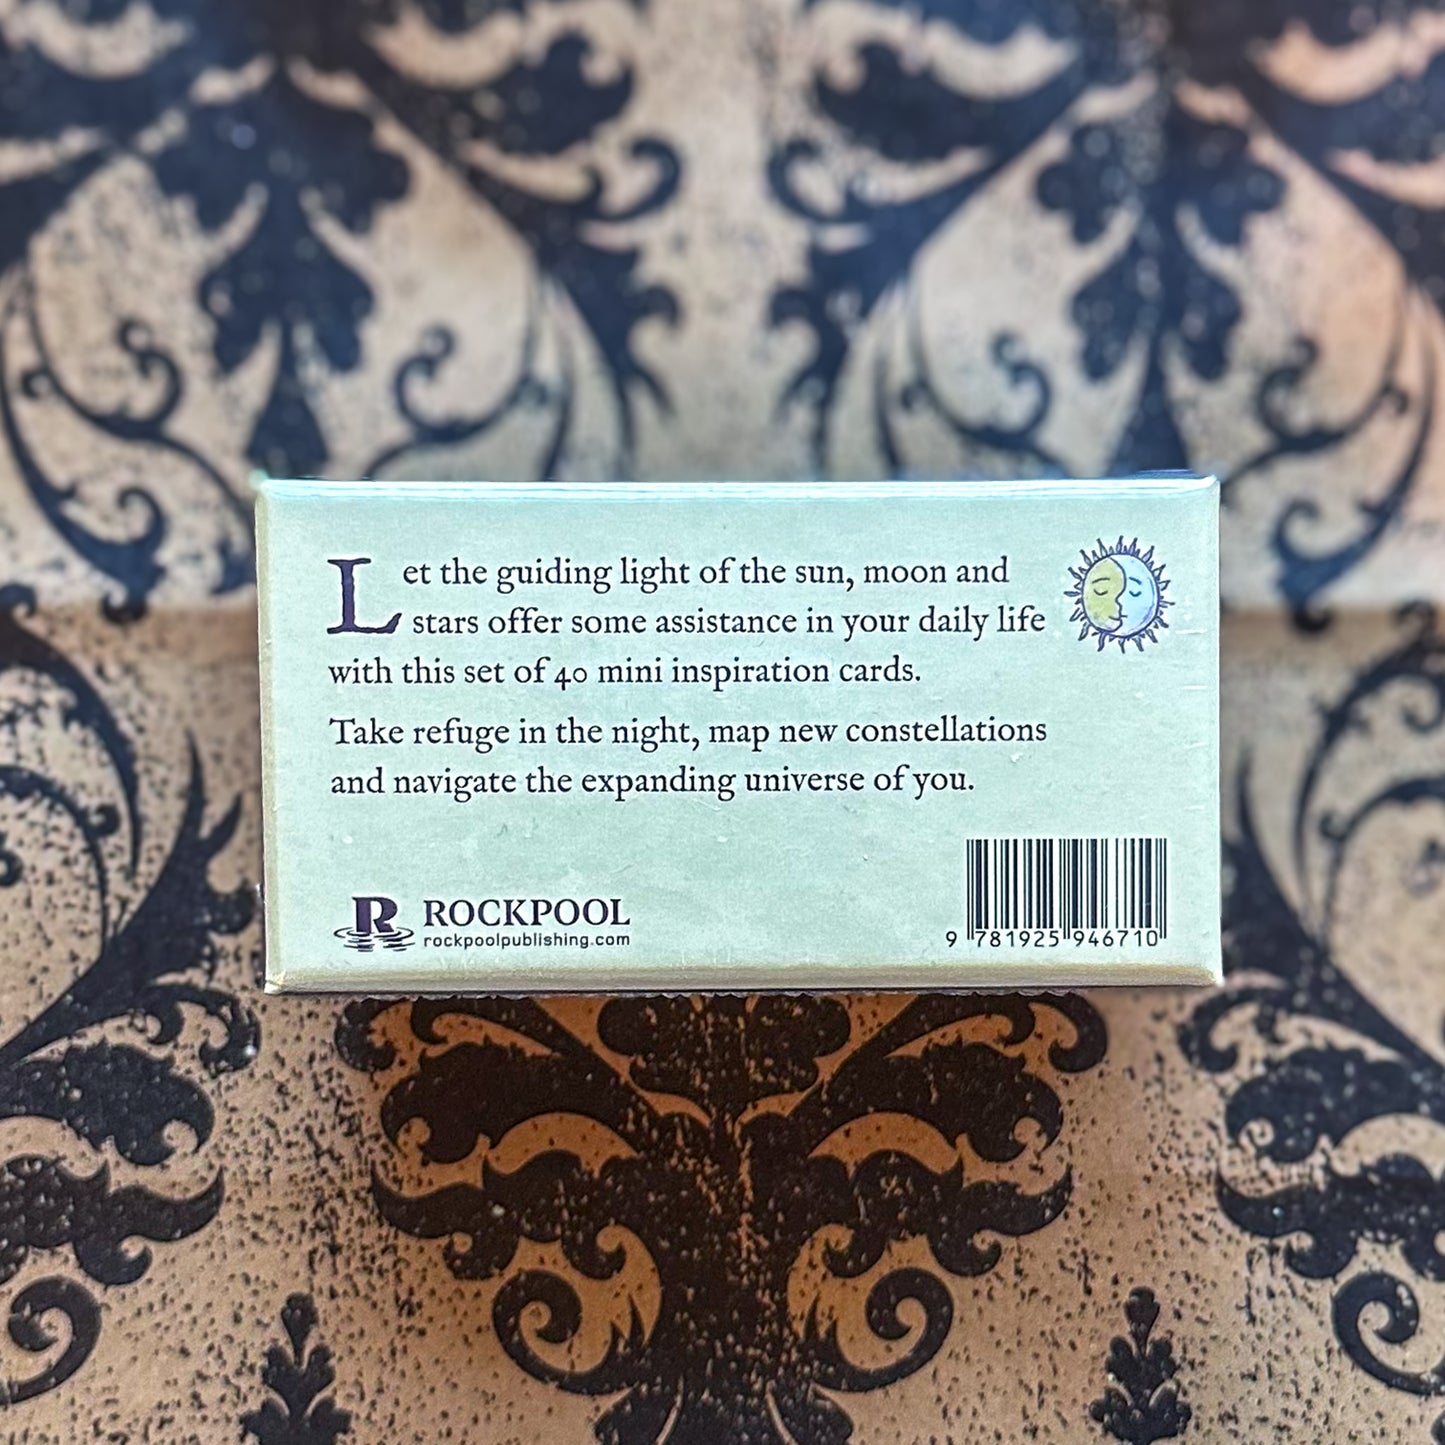 Let the guiding light of the sun, moon and
stars offer some assistance in your daily life
with this set of 40 mini inspiration cards.
Take refuge in the night, map new constellations
and navigate the expanding universe of you.
R ROCKPOOL
rockpoolpublishing.com
9 781925 946710